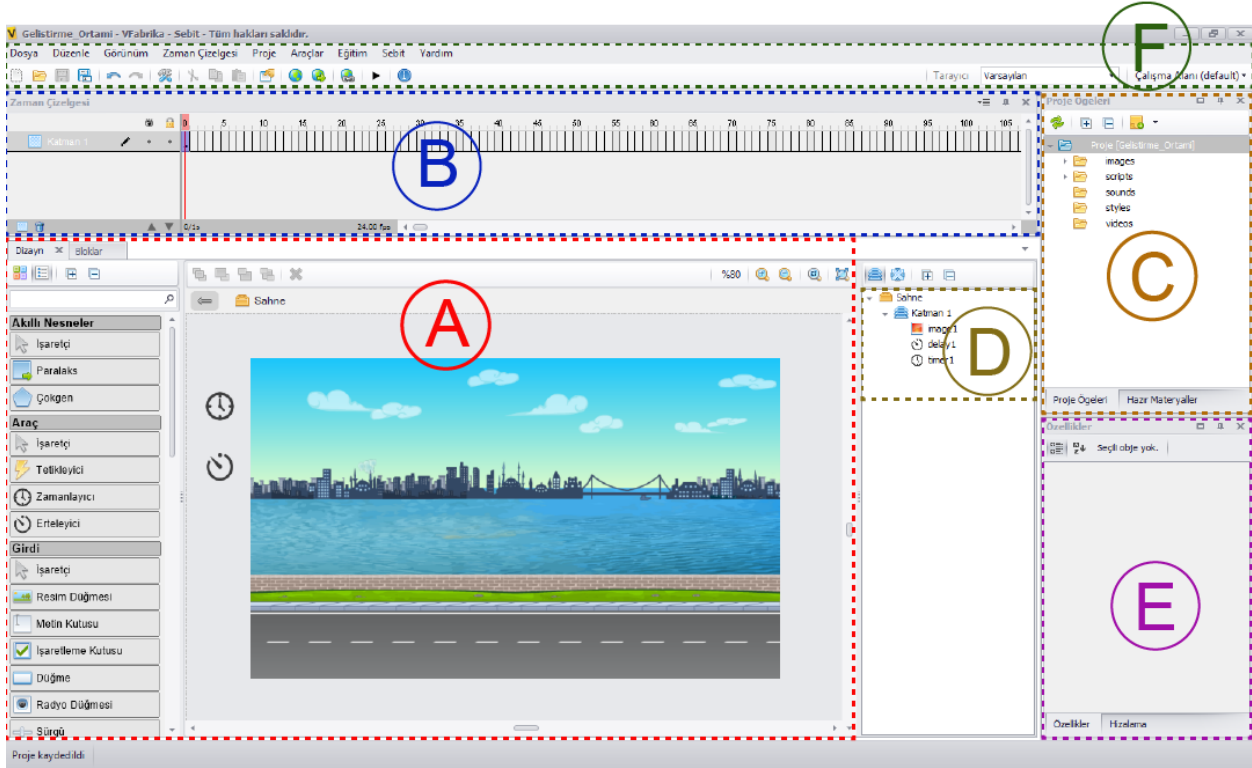 V Gelistirme_Ortami - VFabrika - Sebit - Tüm hakları saklıdır.
F
Dosya Düzenle Görünüm Zaman Çizelgesi Proje Araçlar Eğitim Sebit Yardım
Tarayıcı Varsayılan Çalışma Alanı (default)
Zaman Çizelgesi
0 5 10 15 20 25 30 35 40 45 50 55 60 65 70 75 80 85 90 95 100 105
Katman 1
B
0/1s 24.00 fps
Proje Ögeleri
Proje [Gelistirme_Ortami]
images
scripts
sounds
styles
videos
C
Proje Ögeleri Hazır Materyaller
Dizayn Bloklar
%80
Sahne
A
Akıllı Nesneler
İşaretçi
Paralaks
Çokgen
Araç
İşaretçi
Tetikleyici
Zamanlayıcı
Erteleyici
Girdi
İşaretçi
Resim Düğmesi
Metin Kutusu
İşaretleme Kutusu
Düğme
Radyo Düğmesi
Sürgü
Sahne
Katman 1
image1
delay1
timer1
D
Özellikler
Seçili obje yok.
E
Özellikler Hizalama
Proje kaydedildi